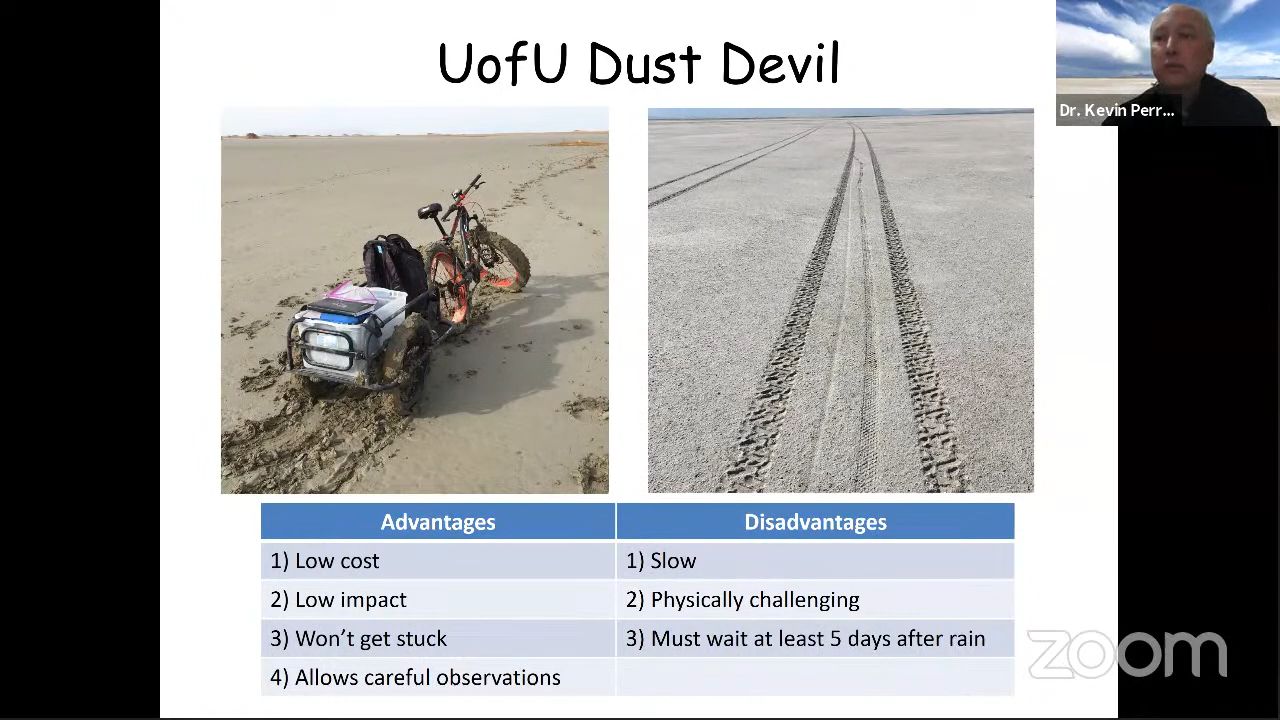 UofU Dust Devil
Dr. Kevin Perr...
Advantages
Disadvantages
1) Low cost
1) Slow
2) Low impact
2) Physically challenging
3) Won’t get stuck
3) Must wait at least 5 days after rain
4) Allows careful observations
zoom